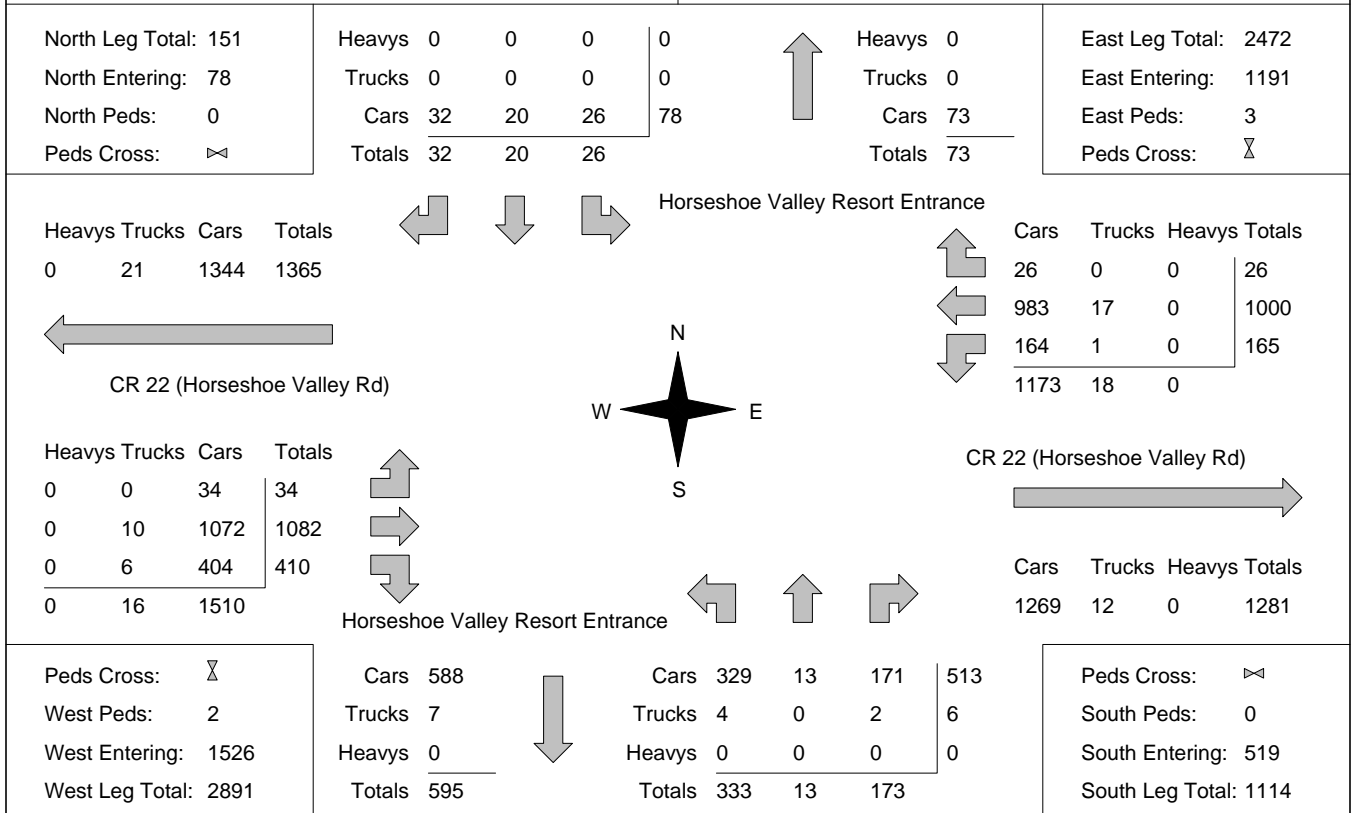 North Leg Total: 151
North Entering: 78
North Peds: 0
Peds Cross:
Heavys 0 0 0 0
Trucks 0 0 0 0
Cars 32 20 26 78
Totals 32 20 26
Heavys 0
Trucks 0
Cars 73
Totals 73
East Leg Total: 2472
East Entering: 1191
East Peds: 3
Peds Cross:
Horseshoe Valley Resort Entrance
Heavys Trucks Cars Totals
0 21 1344 1365
Cars Trucks Heavys Totals
26 0 0 26
983 17 0 1000
164 1 0 165
1173 18 0
CR 22 (Horseshoe Valley Rd)
N
W E
S
Heavys Trucks Cars Totals
0 0 34 34
0 10 1072 1082
0 6 404 410
0 16 1510
CR 22 (Horseshoe Valley Rd)
Cars Trucks Heavys Totals
1269 12 0 1281
Horseshoe Valley Resort Entrance
Peds Cross:
West Peds: 2
West Entering: 1526
West Leg Total: 2891
Cars 588
Trucks 7
Heavys 0
Totals 595
Cars 329 13 171 513
Trucks 4 0 2 6
Heavys 0 0 0 0
Totals 333 13 173
Peds Cross:
South Peds: 0
South Entering: 519
South Leg Total: 1114